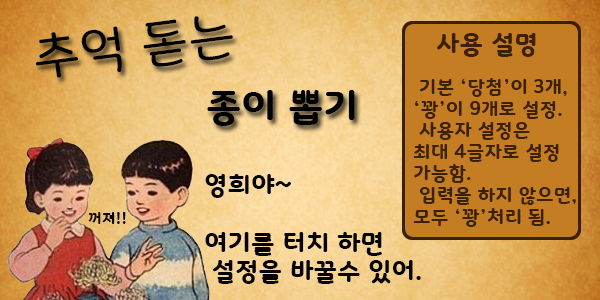 추억 돋는
종이 뽑기
영희야~
꺼져!!
여기를 터치 하면
설정을 바꿀수 있어.
사용 설명
기본 ‘당첨’이 3개,
‘꽝’이 9개로 설정.
사용자 설정은
최대 4글자로 설정
가능함.
입력을 하지 않으면,
모두 ‘꽝’처리 됨.